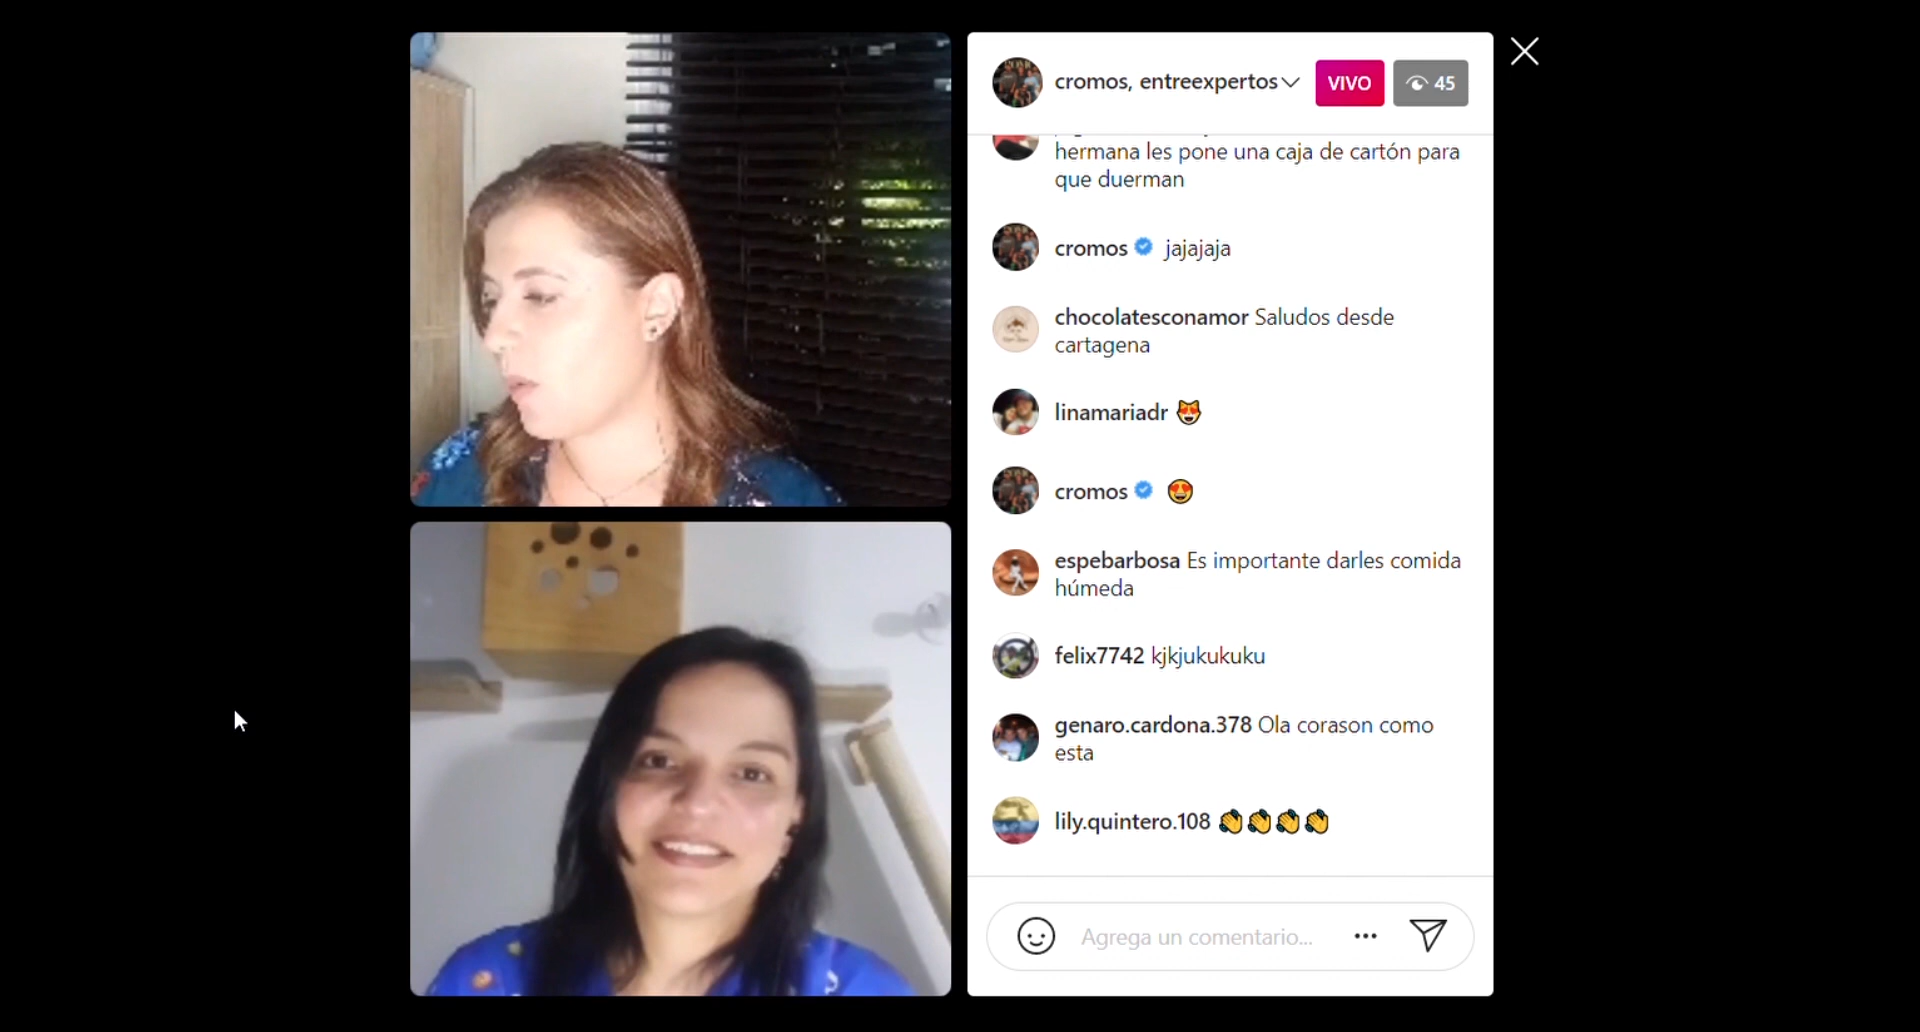 cromos, entreexpertos
VIVO
45
hermana les pone una caja de cartón para
que duerman
cromos jajajaja
chocolatesconamor Saludos desde
cartagena
linamariadr 😻
cromos 😍
espebarbosa Es importante darles comida
húmeda
felix7742 kjkjukukuku
genaro.cardona.378 Ola corason como
esta
lily.quintero.108 👏👏👏👏
Agrega un comentario...